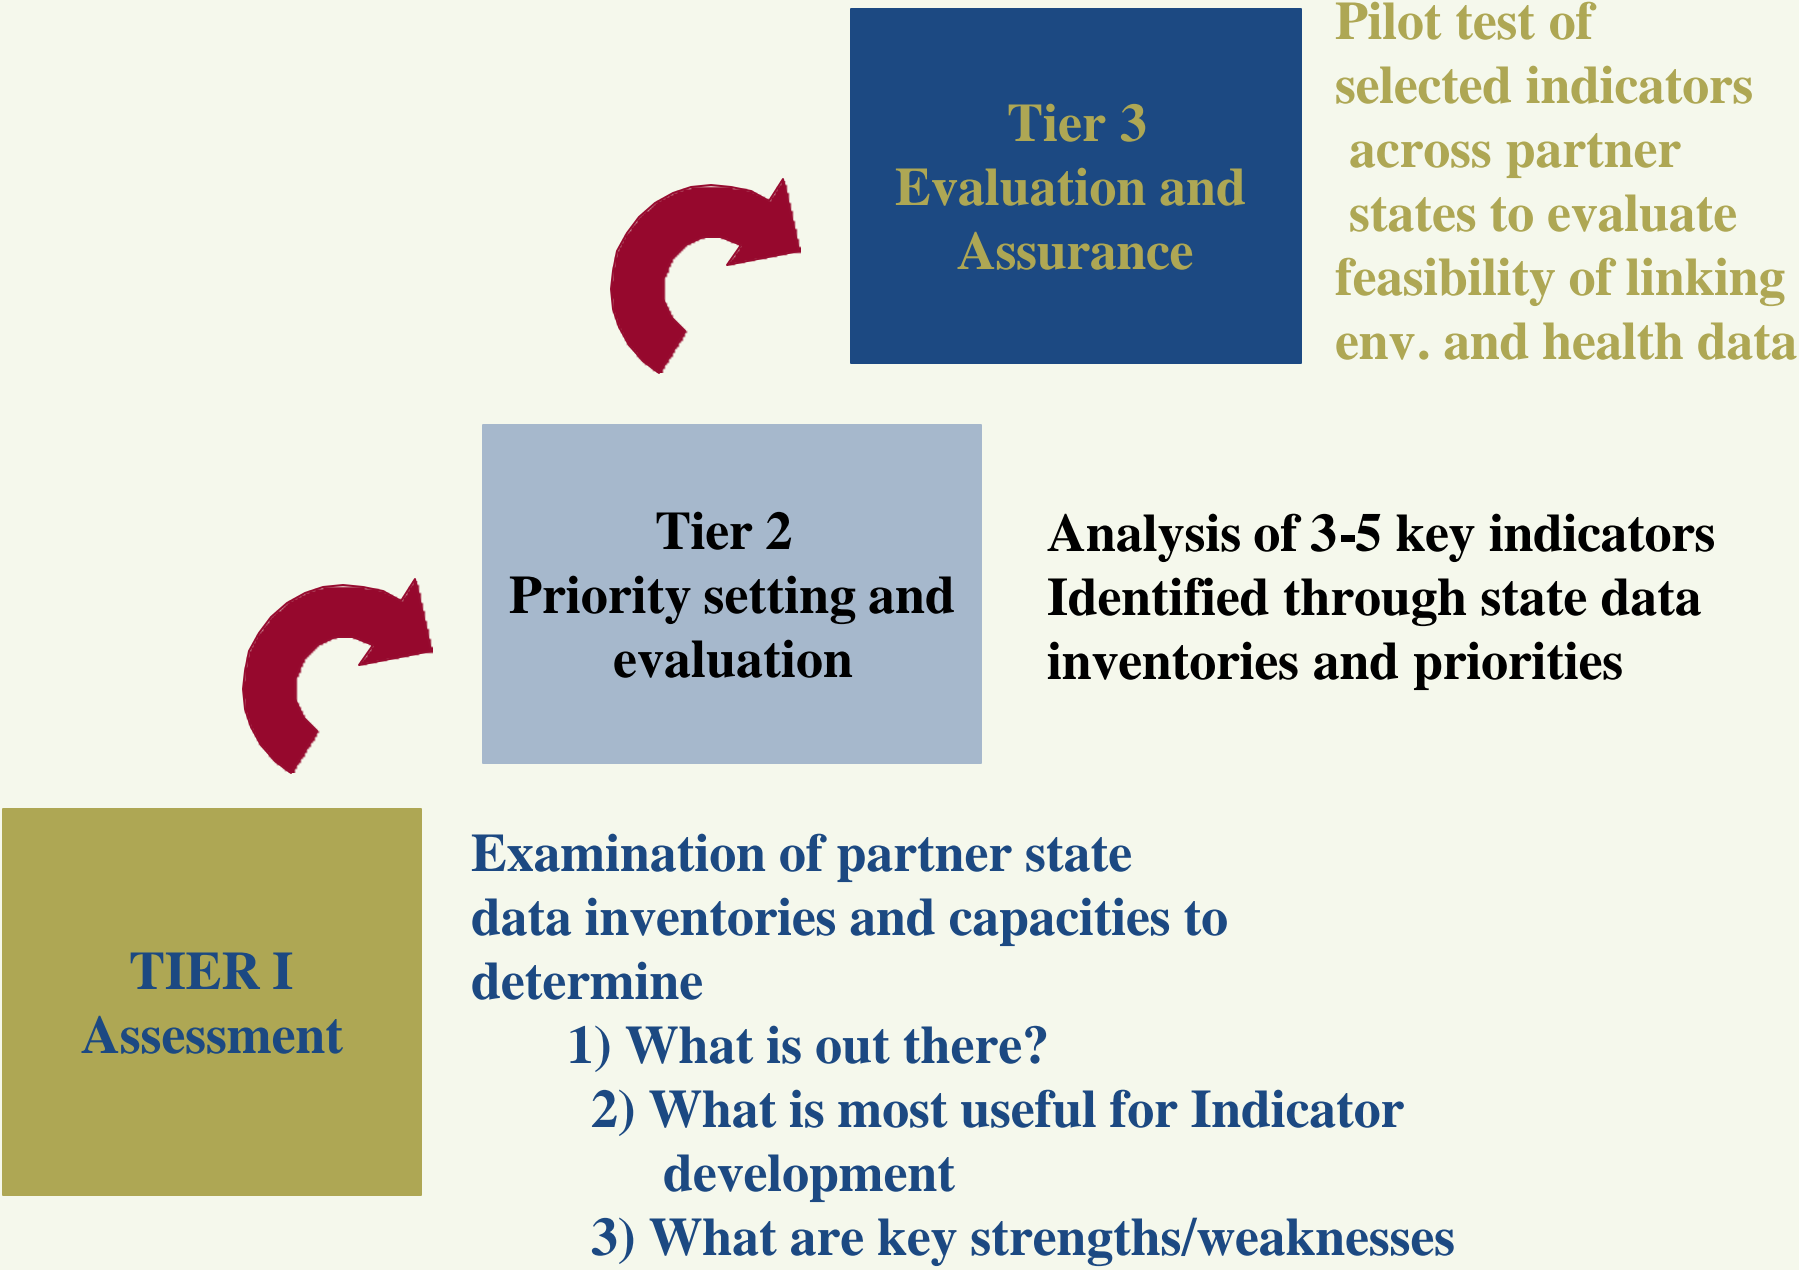 Pilot test of
selected indicators
across partner
states to evaluate
feasibility of linking
env. and health data
Tier 3
Evaluation and
Assurance
Tier 2
Priority setting and
evaluation
Analysis of 3-5 key indicators
Identified through state data
inventories and priorities
TIER I
Assessment
Examination of partner state
data inventories and capacities to
determine
1) What is out there?
2) What is most useful for Indicator
development
3) What are key strengths/weaknesses